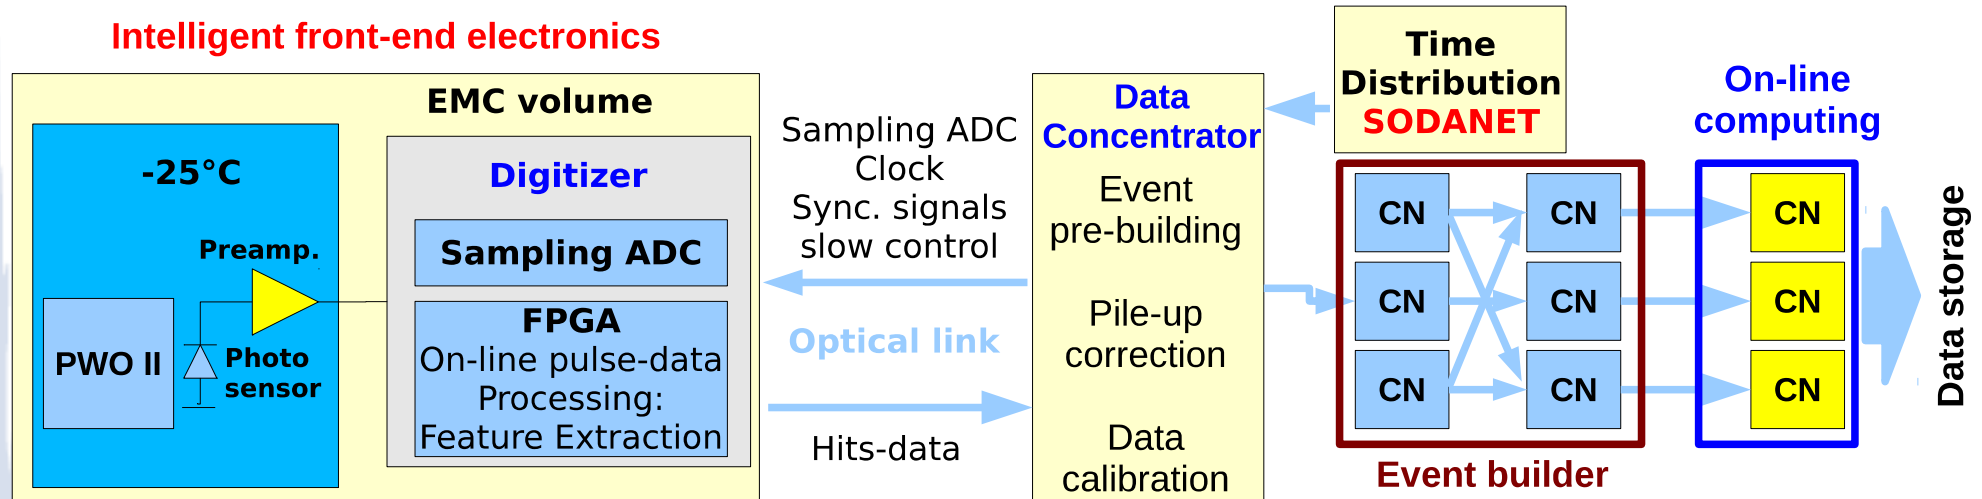 Intelligent front-end electronics
EMC volume
-25°C
Preamp.
PWO II
Photo
sensor
Digitizer
Sampling ADC
FPGA
On-line pulse-data
Processing:
Feature Extraction
Sampling ADC
Clock
Sync. signals
slow control
Optical link
Hits-data
Data
Concentrator
Event
pre-building
Pile-up
correction
Data
calibration
Time
Distribution
SODANET
CN CN
CN CN
CN CN
Event builder
On-line
computing
CN
CN
CN
Data storage